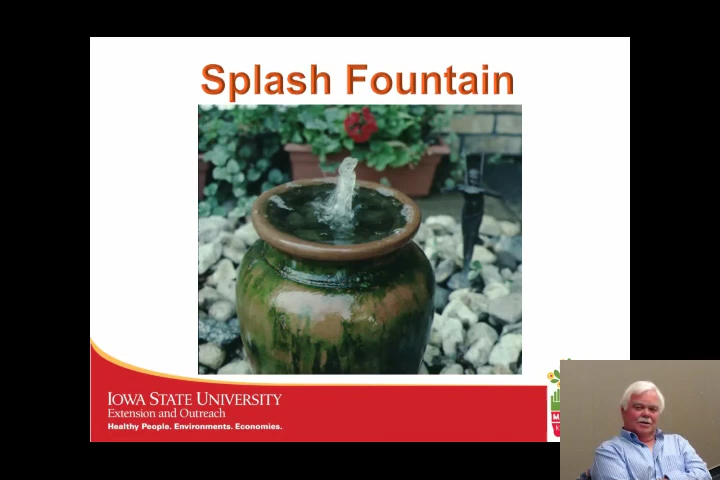 Splash Fountain
IOWA STATE UNIVERSITY
Extension and Outreach
Healthy People. Environments. Economies.